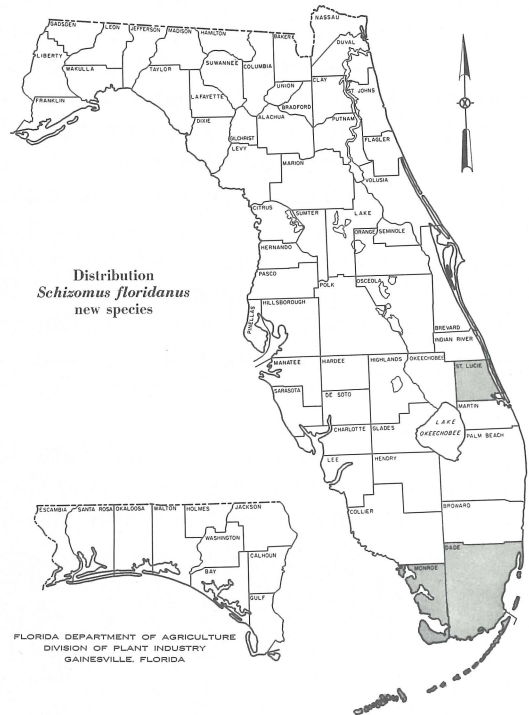 NASSAU
GADSDEN
LEON
JEFFERSON
MADISON
HAMILTON
BAKER
DUVAL
LIBERTY
WAKULLA
TAYLOR
SUWANNEE
COLUMBIA
UNION
CLAY
ST JOHNS
FRANKLIN
LAFAYETTE
BRADFORD
DIXIE
ALACHUA
PUTNAM
GILCHRIST
FLAGLER
LEVY
MARION
VOLUSIA
CITRUS
SUMTER
LAKE
ORANGE
SEMINOLE
HERNANDO
Distribution
Schizomus floridanus
new species
PASCO
POLK
OSCEOLA
PINELLAS
HILLSBOROUGH
BREVARD
INDIAN RIVER
MANATEE
HARDEE
HIGHLANDS
OKEECHOBEE
ST. LUCIE
SARASOTA
DE SOTO
MARTIN
LAKE
OKEECHOBEE
CHARLOTTE
GLADES
PALM BEACH
LEE
HENDRY
COLLIER
BROWARD
DADE
MONROE
ESCAMBIA
SANTA ROSA
OKALOOSA
WALTON
HOLMES
JACKSON
WASHINGTON
BAY
CALHOUN
GULF
FLORIDA DEPARTMENT OF AGRICULTURE
DIVISION OF PLANT INDUSTRY
GAINESVILLE, FLORIDA